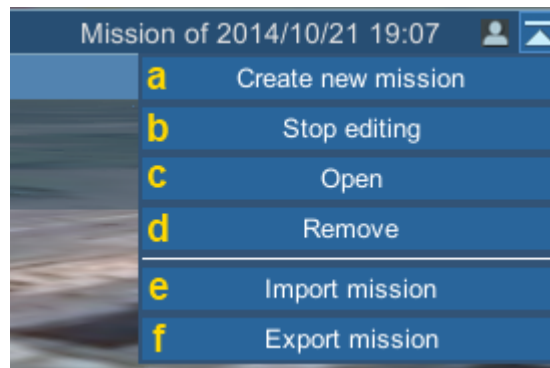 Mission of 2014/10/21 19:07
a Create new mission
b Stop editing
c Open
d Remove
e Import mission
f Export mission